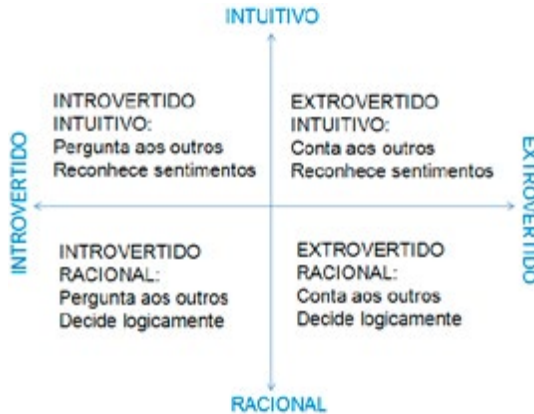 INTUITIVO
INTROVERTIDO
INTUITIVO:
Pergunta aos outros
Reconhece sentimentos
EXTROVERTIDO
INTUITIVO:
Conta aos outros
Reconhece sentimentos
INTROVERTIDO
EXTROVERTIDO
INTROVERTIDO
RACIONAL:
Pergunta aos outros
Decide logicamente
EXTROVERTIDO
RACIONAL:
Conta aos outros
Decide logicamente
RACIONAL